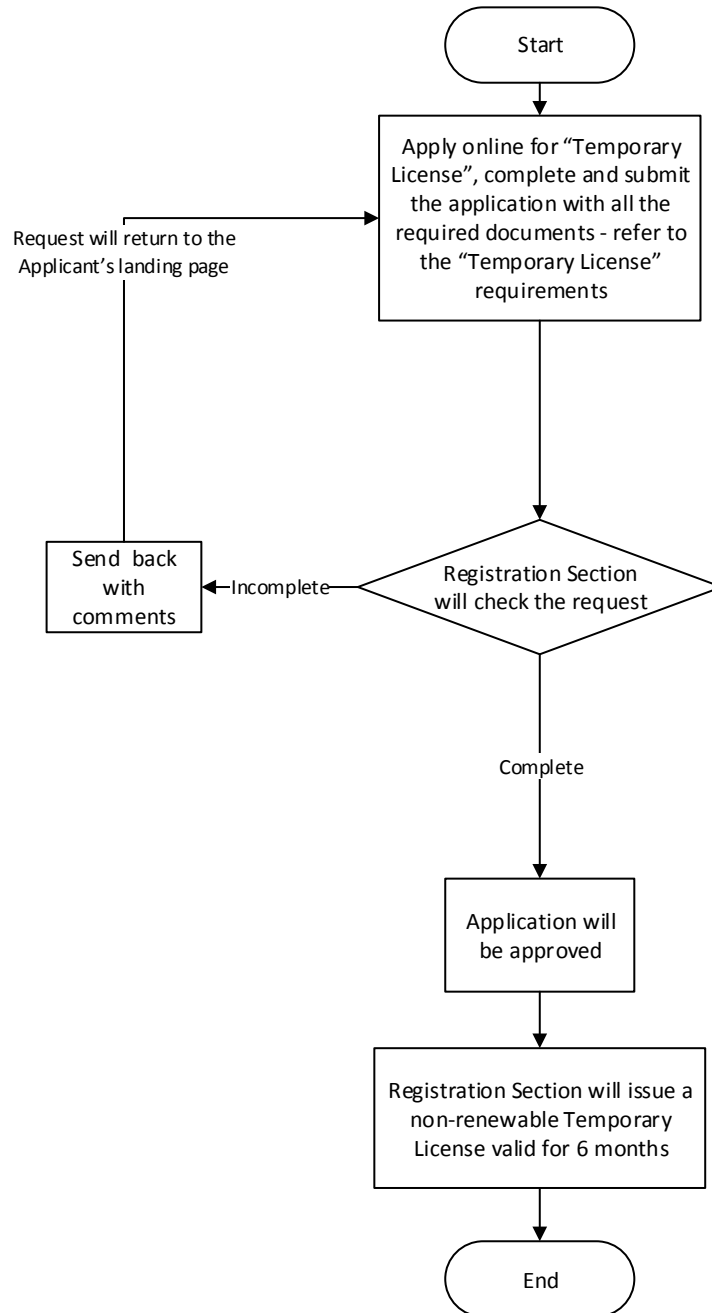 Start
Apply online for “Temporary
License”, complete and submit
the application with all the
required documents - refer to
the “Temporary License”
requirements
Request will return to the
Applicant’s landing page
Send back
with
comments
Incomplete
Registration Section
will check the request
Complete
Application will
be approved
Registration Section will issue a
non-renewable Temporary
License valid for 6 months
End